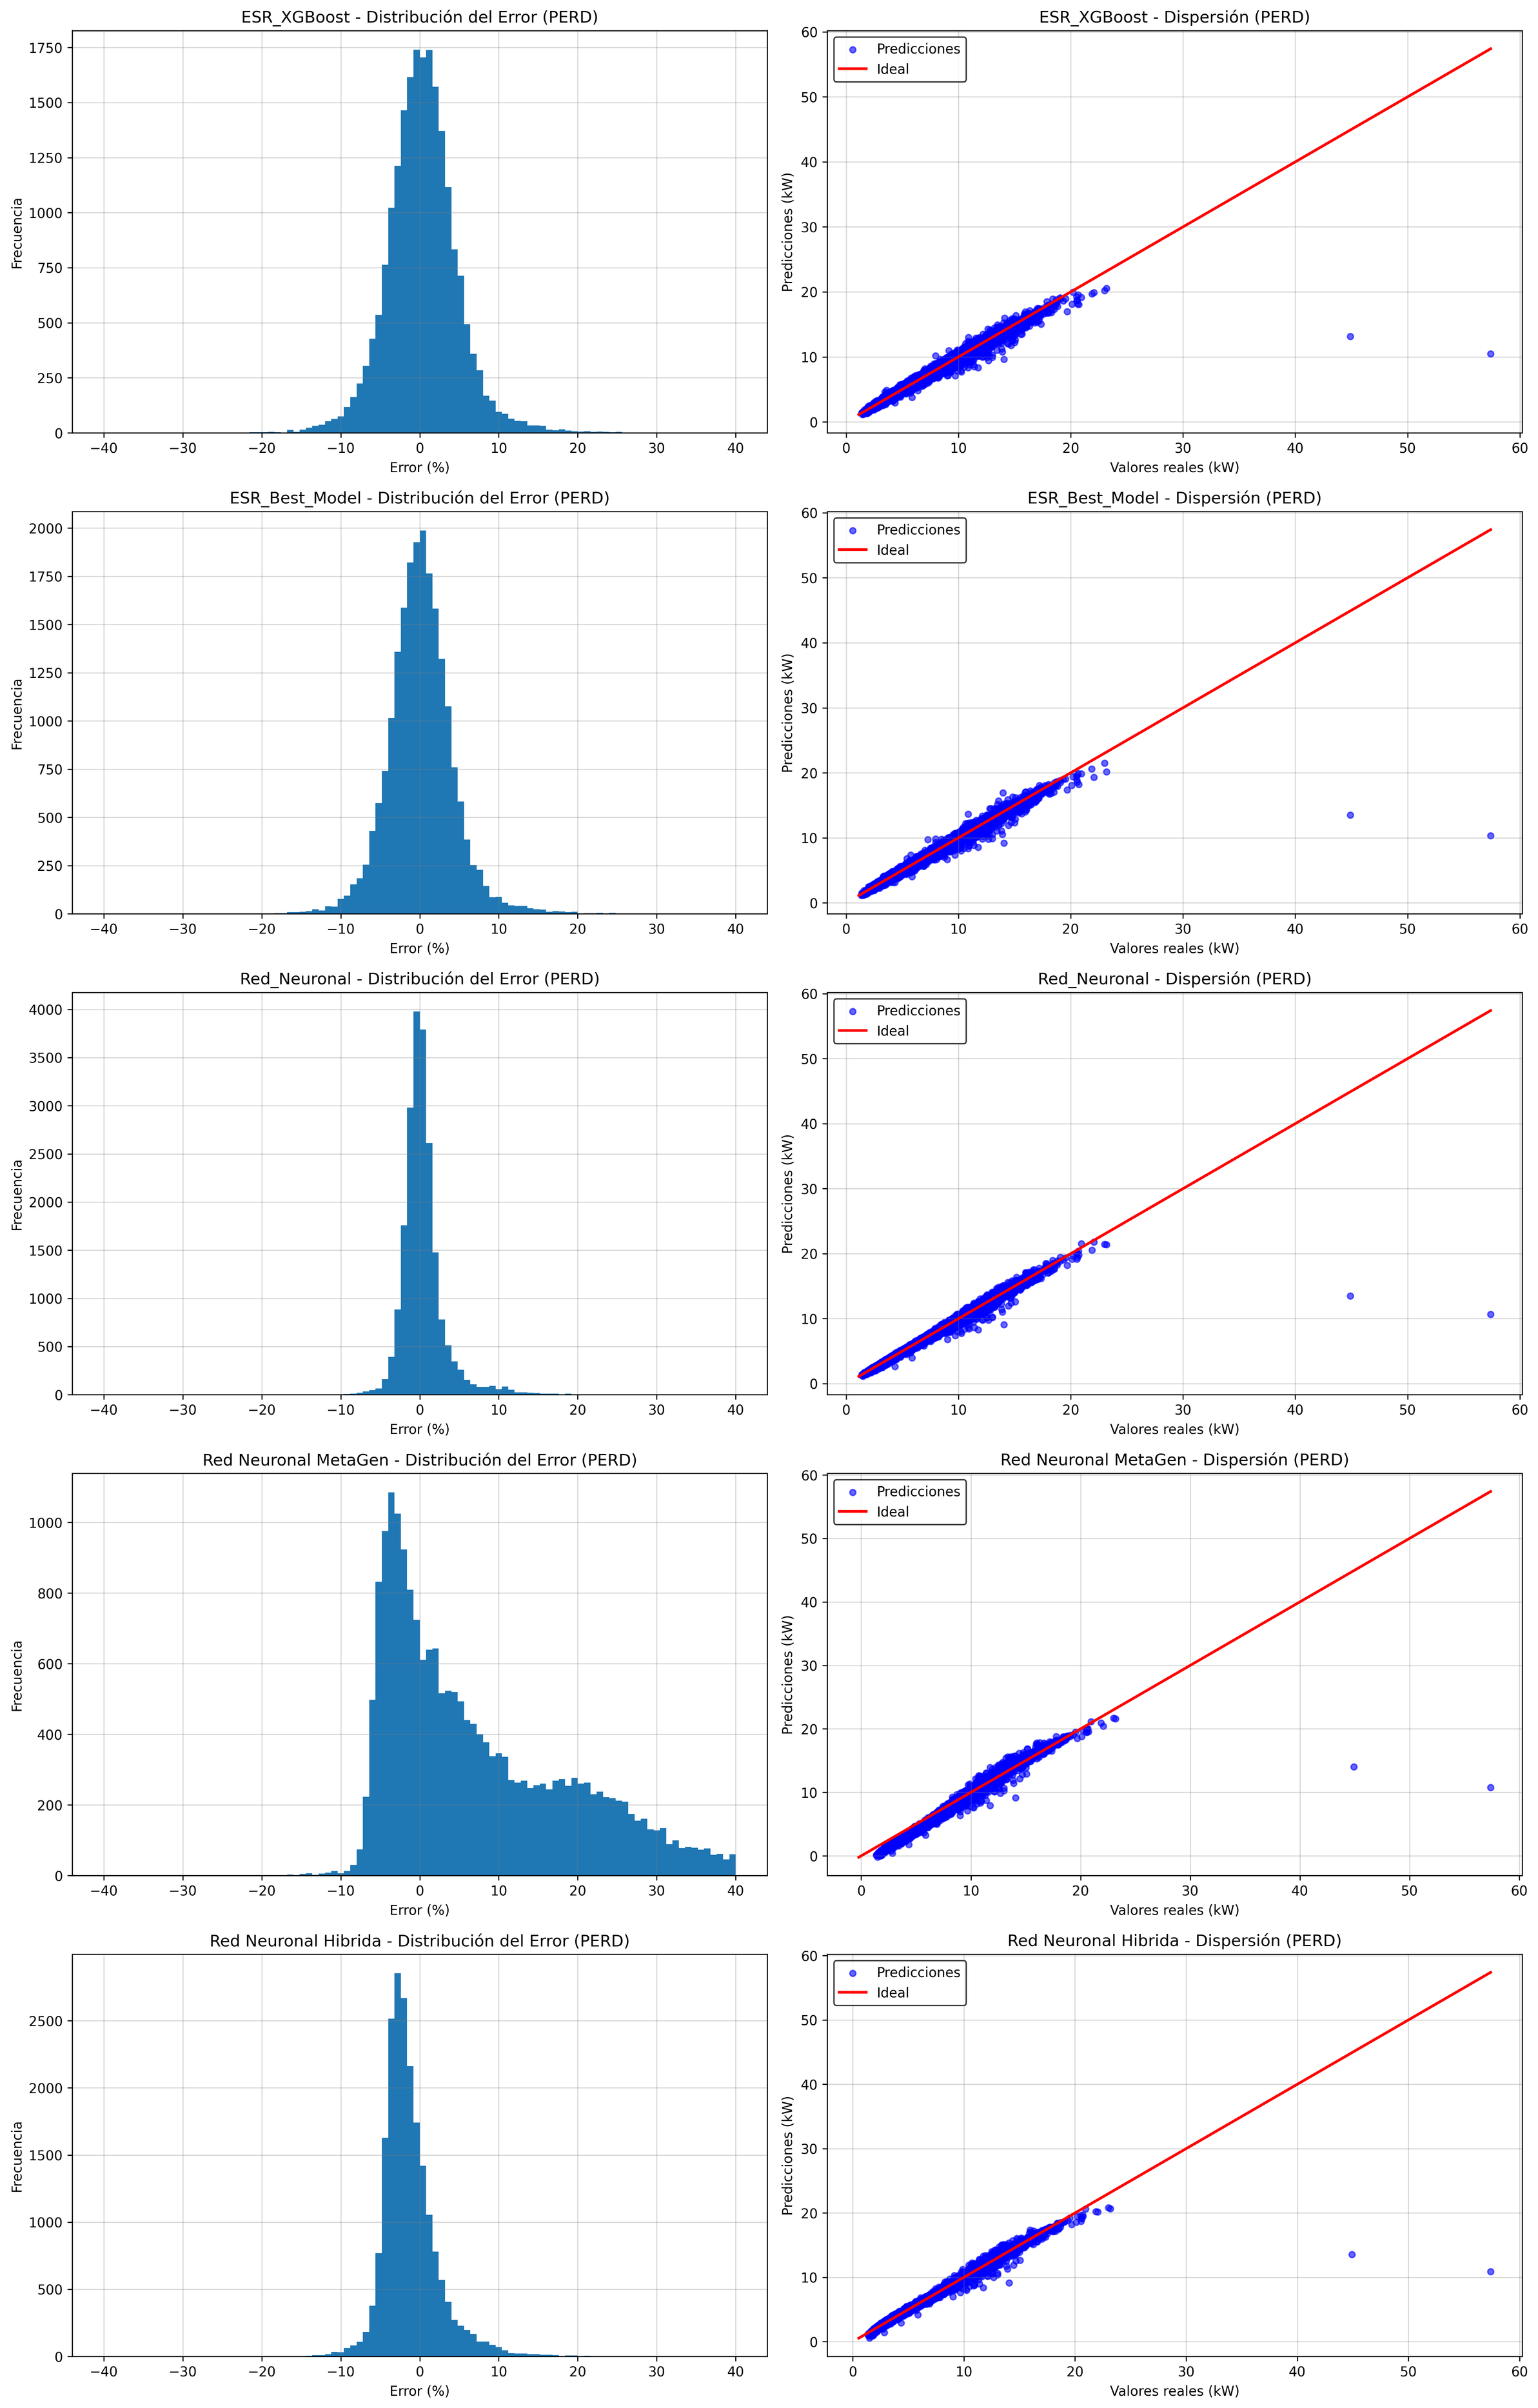 ESR_XGBoost - Distribución del Error (PERD)
Frecuencia
1750
1500
1250
1000
750
500
250
0
−40 −30 −20 −10 0 10 20 30 40
Error (%)
ESR_XGBoost - Dispersión (PERD)
Predicciones
Ideal
Predicciones (kW)
60
50
40
30
20
10
0
0 10 20 30 40 50 60
Valores reales (kW)
ESR_Best_Model - Distribución del Error (PERD)
Frecuencia
2000
1750
1500
1250
1000
750
500
250
0
−40 −30 −20 −10 0 10 20 30 40
Error (%)
ESR_Best_Model - Dispersión (PERD)
Predicciones
Ideal
Predicciones (kW)
60
50
40
30
20
10
0
0 10 20 30 40 50 60
Valores reales (kW)
Red_Neuronal - Distribución del Error (PERD)
Frecuencia
4000
3500
3000
2500
2000
1500
1000
500
0
−40 −30 −20 −10 0 10 20 30 40
Error (%)
Red_Neuronal - Dispersión (PERD)
Predicciones
Ideal
Predicciones (kW)
60
50
40
30
20
10
0
0 10 20 30 40 50 60
Valores reales (kW)
Red Neuronal MetaGen - Distribución del Error (PERD)
Frecuencia
1000
800
600
400
200
0
−40 −30 −20 −10 0 10 20 30 40
Error (%)
Red Neuronal MetaGen - Dispersión (PERD)
Predicciones
Ideal
Predicciones (kW)
60
50
40
30
20
10
0
0 10 20 30 40 50 60
Valores reales (kW)
Red Neuronal Hibrida - Distribución del Error (PERD)
Frecuencia
2500
2000
1500
1000
500
0
−40 −30 −20 −10 0 10 20 30 40
Error (%)
Red Neuronal Hibrida - Dispersión (PERD)
Predicciones
Ideal
Predicciones (kW)
60
50
40
30
20
10
0
0 10 20 30 40 50 60
Valores reales (kW)